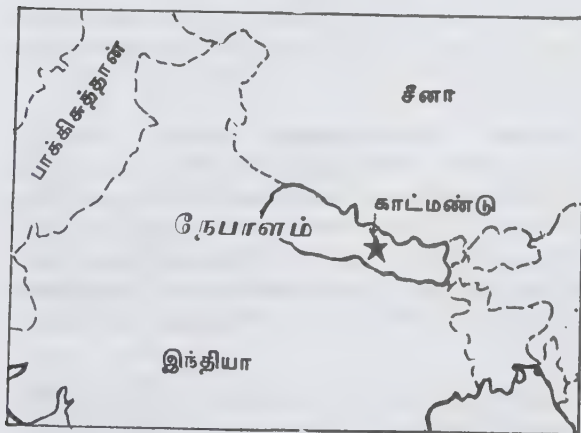 பாக்கிசுத்தான்
சீனா
காட்மண்டு
நேபாளம்
இந்தியா